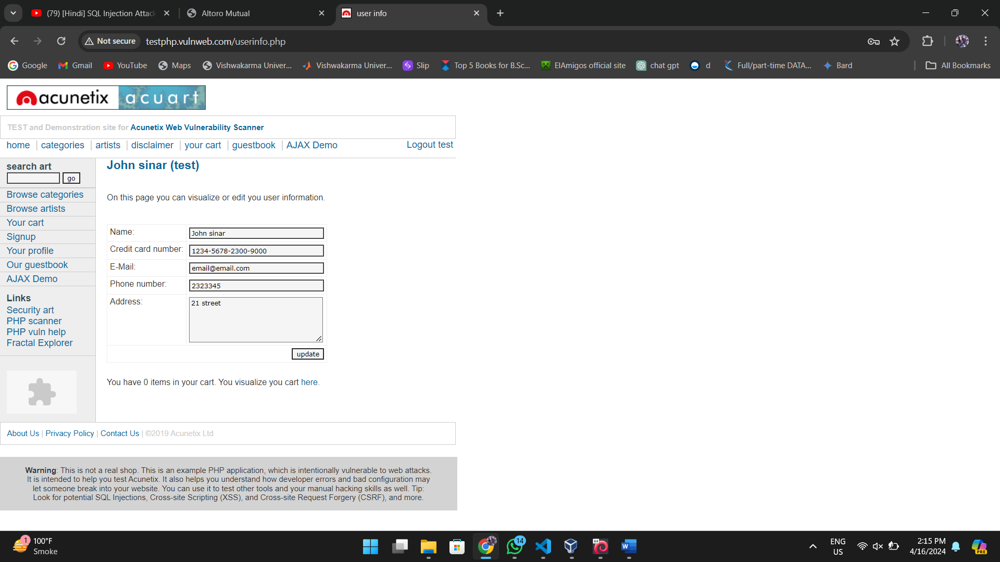 (79) [Hindi] SQL Injection Attack
Altoro Mutual
user info
Not secure
testphp.vulnweb.com/userinfo.php
Google
Gmail
YouTube
Maps
Vishwakarma Univer...
Vishwakarma Univer...
Slip
Top 5 Books for B.Sc...
ElAmigos official site
chat gpt
d
Full/part-time DATA...
Bard
All Bookmarks
acunetix acuart
TEST and Demonstration site for Acunetix Web Vulnerability Scanner
home | categories | artists | disclaimer | your cart | guestbook | AJAX Demo
Logout test
search art
go
Browse categories
Browse artists
Your cart
Signup
Your profile
Our guestbook
AJAX Demo
Links
Security art
PHP scanner
PHP vuln help
Fractal Explorer
John sinar (test)
On this page you can visualize or edit you user information.
Name: John sinar
Credit card number: 1234-5678-2300-9000
E-Mail: email@email.com
Phone number: 2323345
Address: 21 street
update
You have 0 items in your cart. You visualize you cart here.
About Us | Privacy Policy | Contact Us | ©2019 Acunetix Ltd
Warning: This is not a real shop. This is an example PHP application, which is intentionally vulnerable to web attacks.
It is intended to help you test Acunetix. It also helps you understand how developer errors and bad configuration may
let someone break into your website. You can use it to test other tools and your manual hacking skills as well. Tip:
Look for potential SQL Injections, Cross-site Scripting (XSS), and Cross-site Request Forgery (CSRF), and more.
1
100°F
Smoke
14
64
W
ENG
US
2:15 PM
4/16/2024
PRE